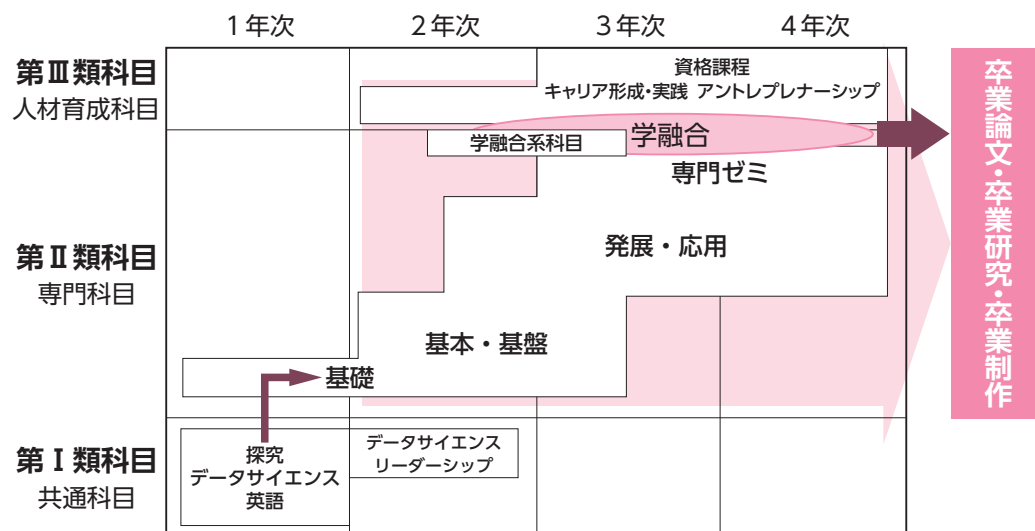 1年次 2年次 3年次 4年次
第Ⅲ類科目
人材育成科目
資格課程
キャリア形成・実践 アントレプレナーシップ
学融合系科目
学融合
専門ゼミ
第Ⅱ類科目
専門科目
発展・応用
基本・基盤
基礎
第Ⅰ類科目
共通科目
探究
データサイエンス
英語
データサイエンス
リーダーシップ
卒業論文・卒業研究・卒業制作